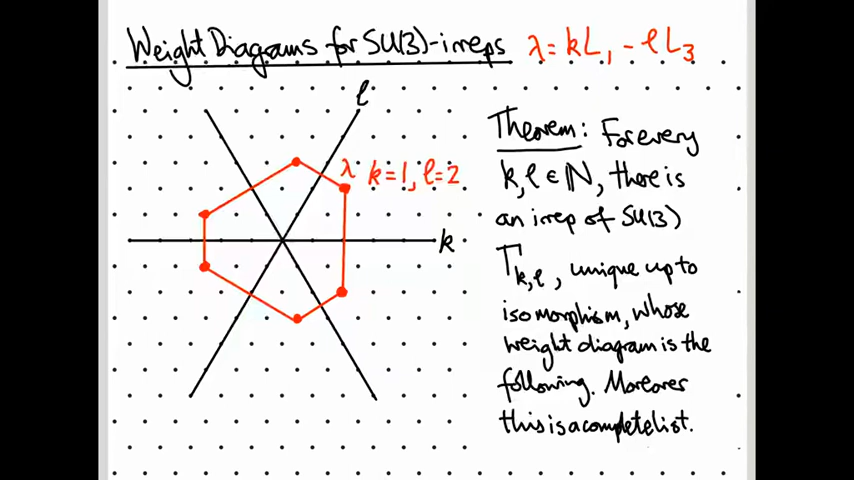 Weight Diagrams for SU(3)-irreps λ = kL₁ - ℓL₃
ℓ
λ k=1, ℓ=2
k
Theorem: For every
k, ℓ ∈ ℕ, there is
an irrep of SU(3)
Γₖ,ℓ, unique up to
isomorphism, whose
weight diagram is the
following. Moreover
this is a complete list.